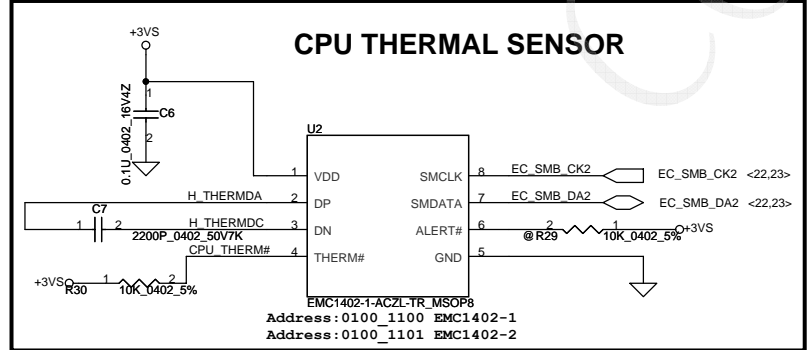 CPU THERMAL SENSOR
+3VS
1
C6
0.1U_0402_16V4Z
2
U2
1 VDD SMCLK 8 EC_SMB_CK2 EC_SMB_CK2 <22,23>
H_THERMDA 2 DP SMDATA 7 EC_SMB_DA2 EC_SMB_DA2 <22,23>
C7
1 2 H_THERMDC 3 DN ALERT# 6 2 1 +3VS
2200P_0402_50V7K @R29 10K_0402_5%
CPU_THERM# 4 THERM# GND 5
+3VS 1 2
R30 10K_0402_5%
EMC1402-1-ACZL-TR_MSOP8
Address:0100_1100 EMC1402-1
Address:0100_1101 EMC1402-2